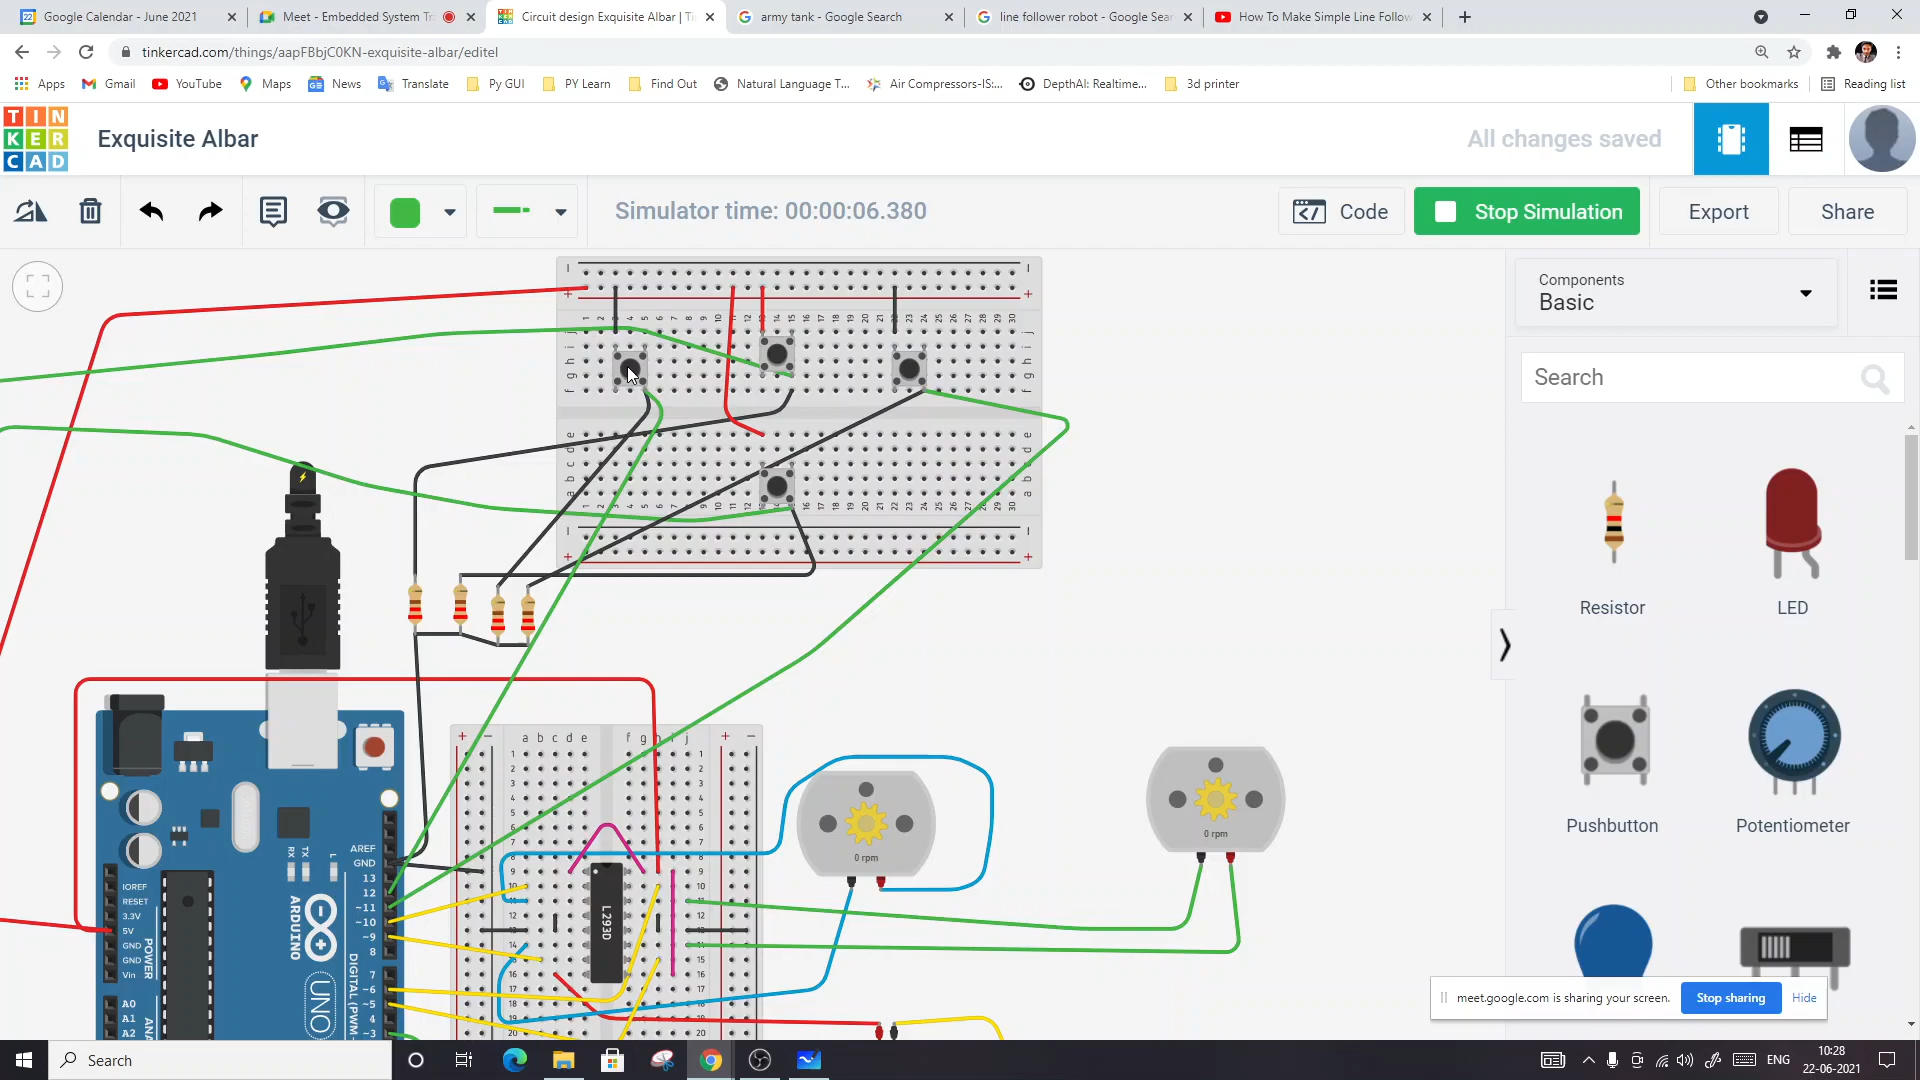 Google Calendar - June 2021
Meet - Embedded System Tr
Circuit design Exquisite Albar | Ti
army tank - Google Search
line follower robot - Google Sear
How To Make Simple Line Follow
tinkercad.com/things/aapFBbjC0KN-exquisite-albar/editel
Apps
Gmail
YouTube
Maps
News
Translate
Py GUI
PY Learn
Find Out
Natural Language T...
Air Compressors-IS:...
DepthAI: Realtime...
3d printer
Other bookmarks
Reading list
TIN
KER
CAD
Exquisite Albar
All changes saved
Simulator time: 00:00:06.380
Code
Stop Simulation
Export
Share
Components
Basic
Search
Resistor
LED
Pushbutton
Potentiometer
0 rpm
0 rpm
L293D
AREF
GND
13
12
~11
~10
~9
8
7
~6
~5
4
~3
IOREF
RESET
3.3V
5V
GND
GND
Vin
A0
A1
A2
POWER
RX
TX
L
ARDUINO
UNO
DIGITAL (PWM
a b c d e
f g h i j
meet.google.com is sharing your screen.
Stop sharing
Hide
Search
ENG
10:28
22-06-2021